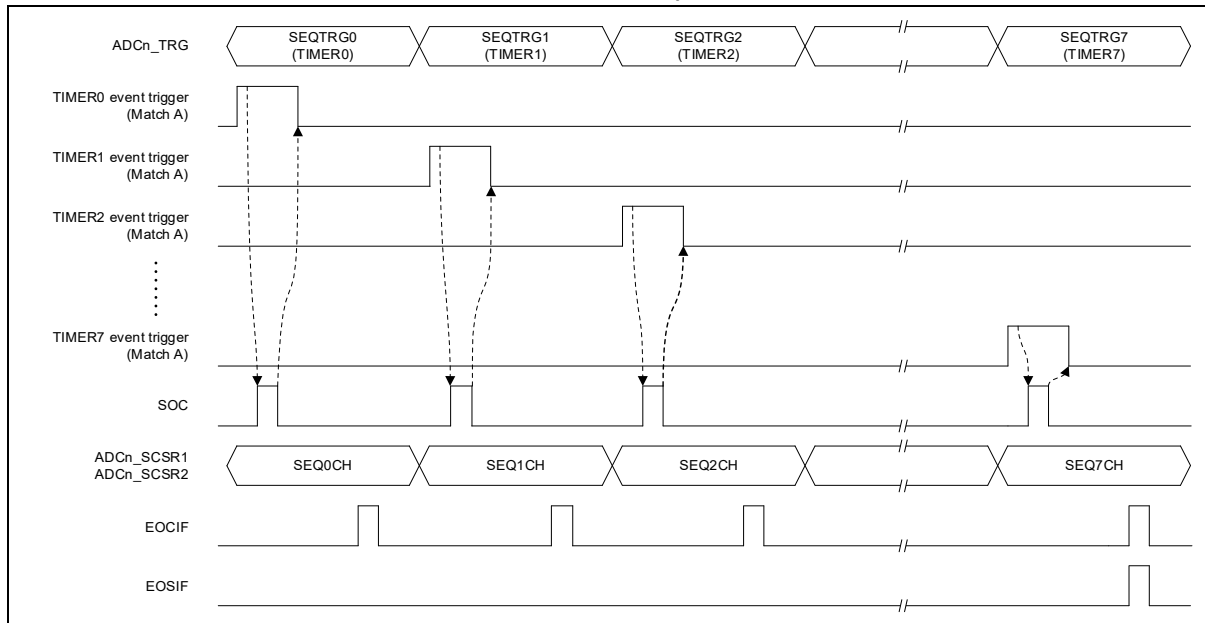 ADCn_TRG
SEQTRG0
(TIMER0)
SEQTRG1
(TIMER1)
SEQTRG2
(TIMER2)
SEQTRG7
(TIMER7)
TIMER0 event trigger
(Match A)
TIMER1 event trigger
(Match A)
TIMER2 event trigger
(Match A)
TIMER7 event trigger
(Match A)
SOC
ADCn_SCSR1
ADCn_SCSR2
SEQ0CH
SEQ1CH
SEQ2CH
SEQ7CH
EOCIF
EOSIF